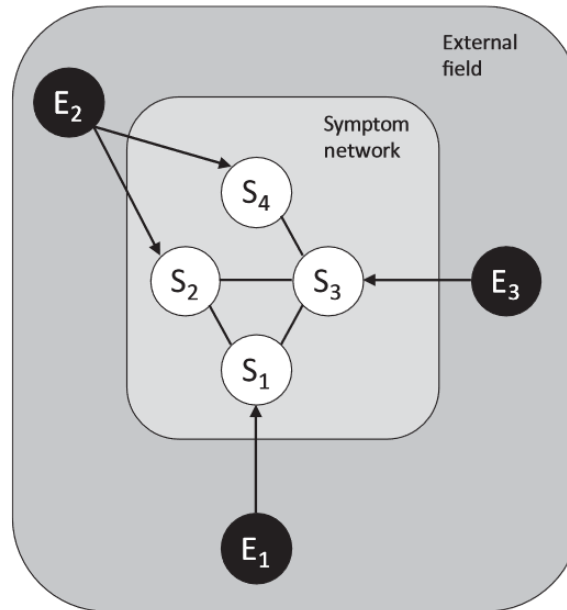 External
field
E₂
Symptom
network
S₄
S₂
S₃
E₃
S₁
E₁